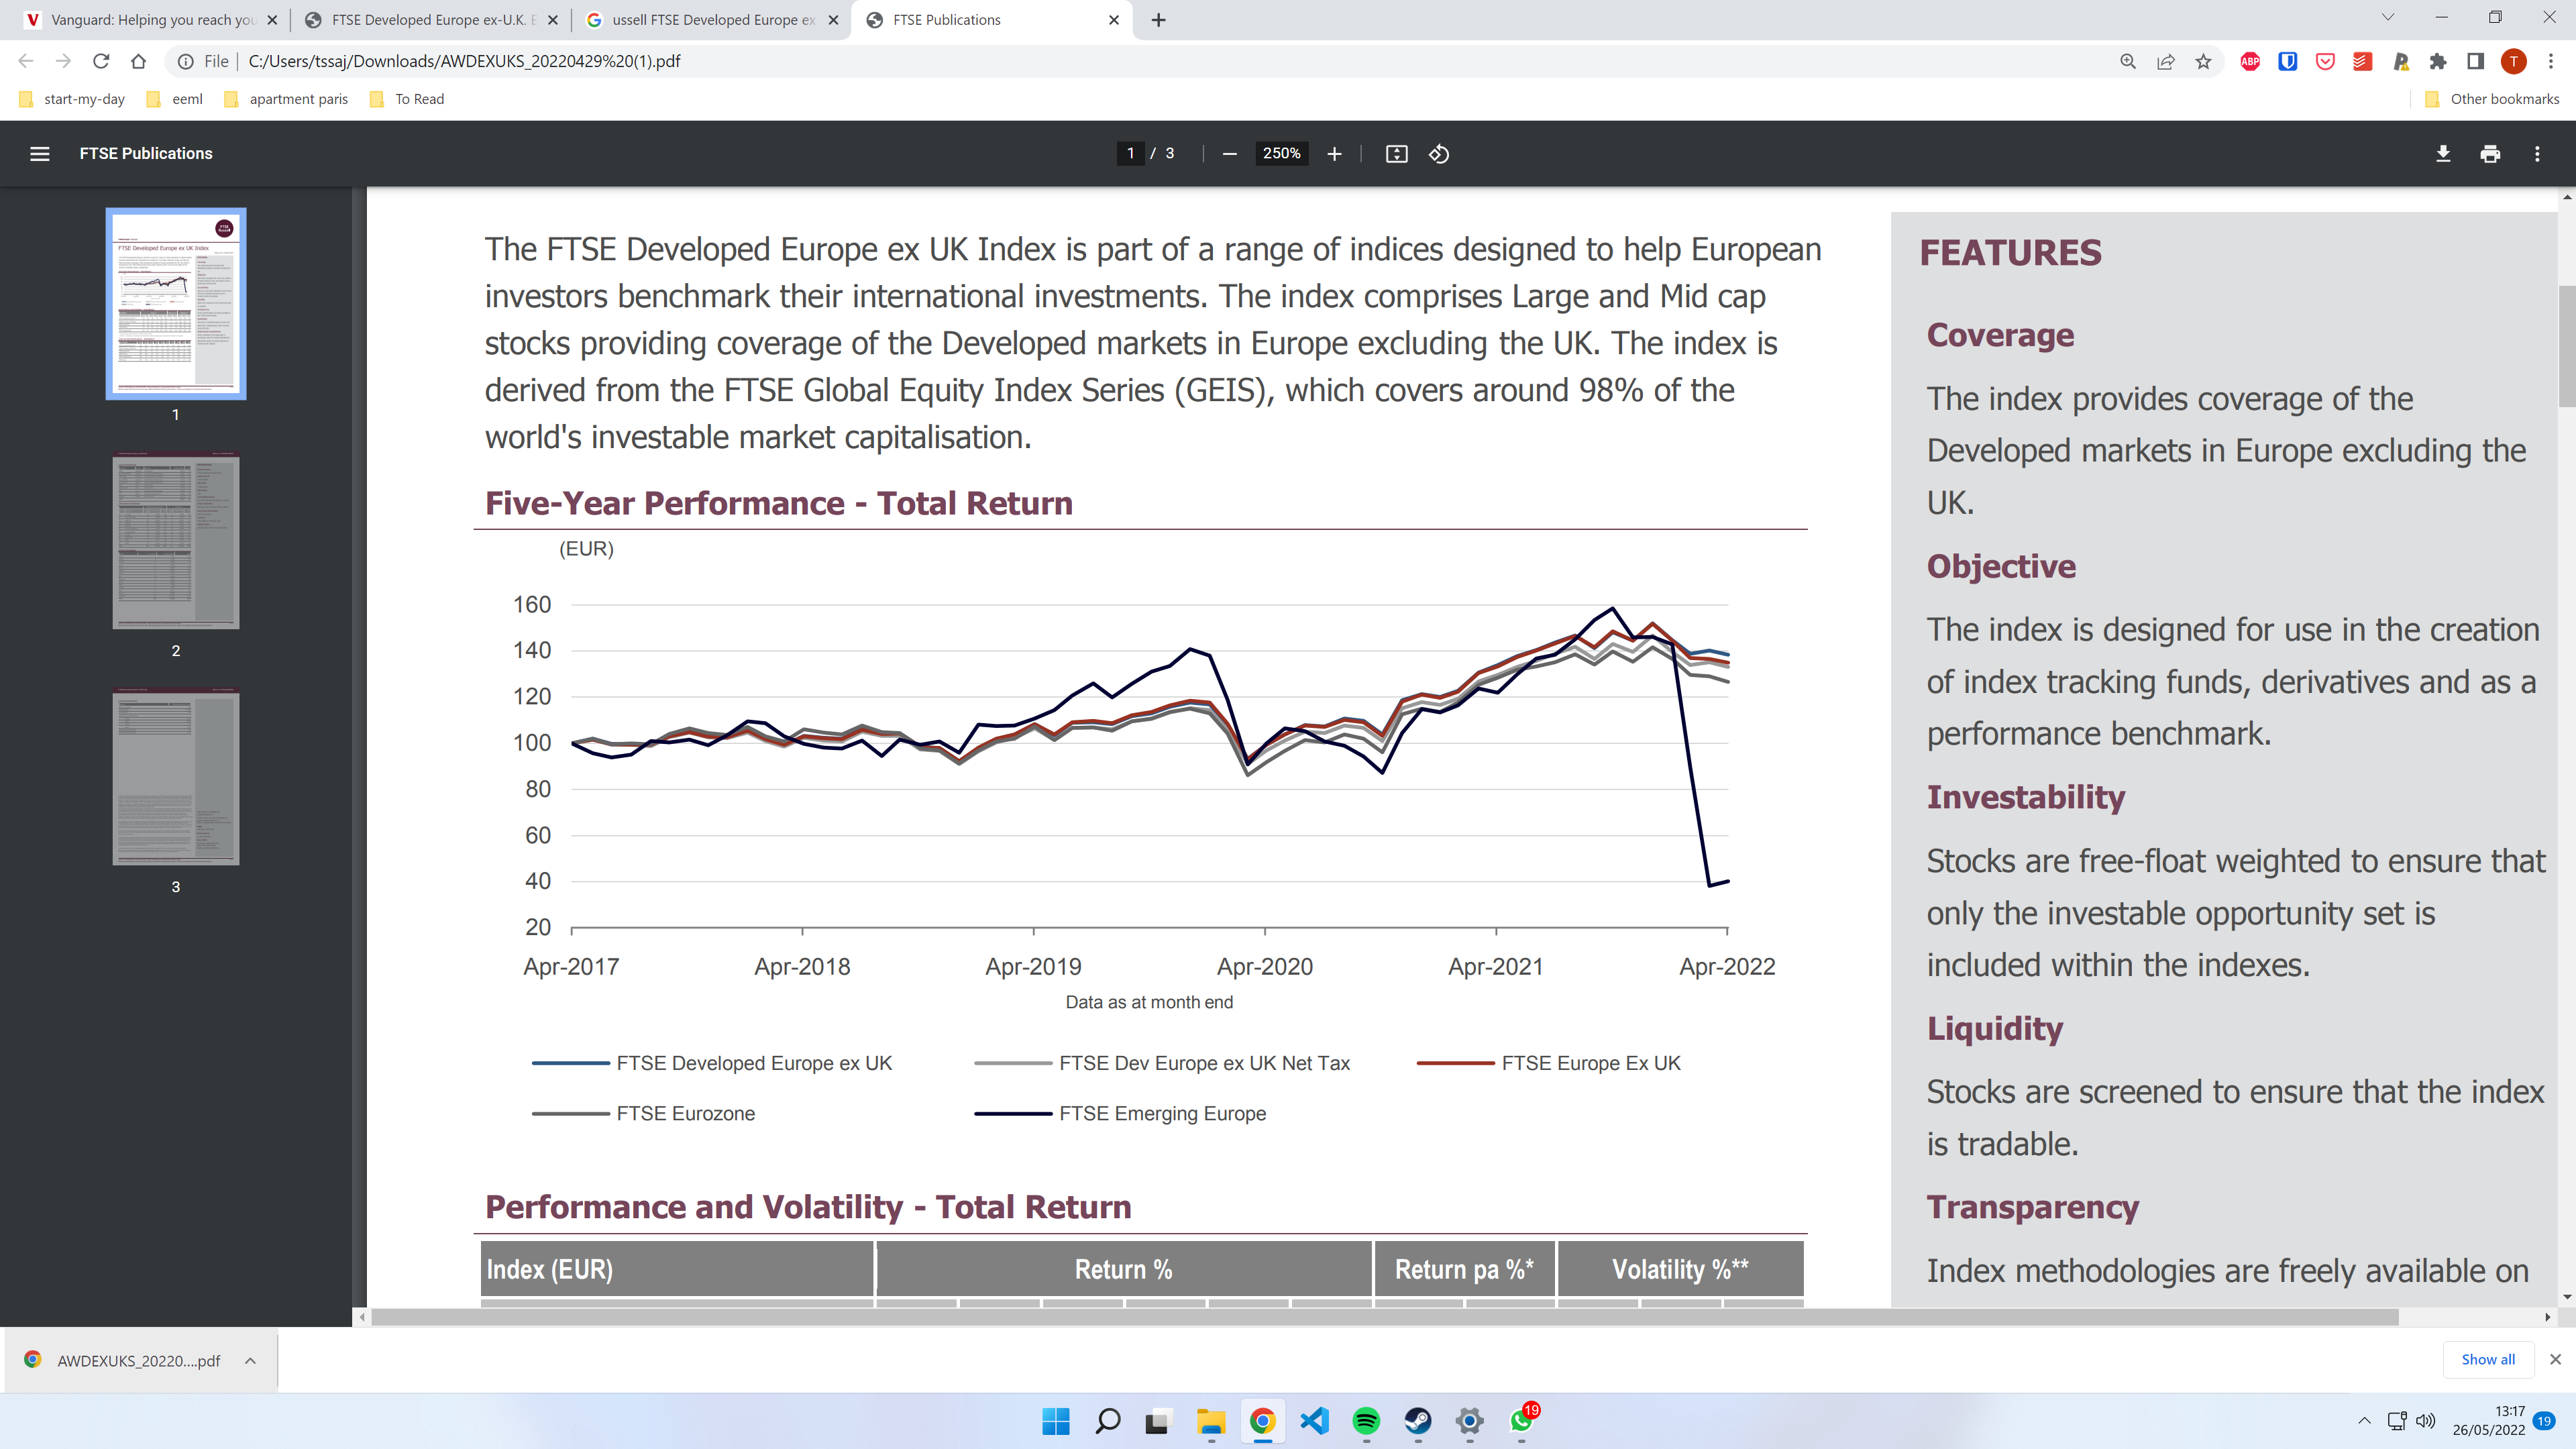 Vanguard: Helping you reach you
FTSE Developed Europe ex-U.K. E
ussell FTSE Developed Europe ex
FTSE Publications
File
C:/Users/tssaj/Downloads/AWDEXUKS_20220429%20(1).pdf
ABP
T
start-my-day
eeml
apartment paris
To Read
Other bookmarks
FTSE Publications
1 / 3
250%
1
2
3
The FTSE Developed Europe ex UK Index is part of a range of indices designed to help European
investors benchmark their international investments. The index comprises Large and Mid cap
stocks providing coverage of the Developed markets in Europe excluding the UK. The index is
derived from the FTSE Global Equity Index Series (GEIS), which covers around 98% of the
world's investable market capitalisation.
Five-Year Performance - Total Return
(EUR)
160
140
120
100
80
60
40
20
Apr-2017 Apr-2018 Apr-2019 Apr-2020 Apr-2021 Apr-2022
Data as at month end
FTSE Developed Europe ex UK
FTSE Dev Europe ex UK Net Tax
FTSE Europe Ex UK
FTSE Eurozone
FTSE Emerging Europe
Performance and Volatility - Total Return
Index (EUR) Return % Return pa %* Volatility %**
FEATURES
Coverage
The index provides coverage of the
Developed markets in Europe excluding the
UK.
Objective
The index is designed for use in the creation
of index tracking funds, derivatives and as a
performance benchmark.
Investability
Stocks are free-float weighted to ensure that
only the investable opportunity set is
included within the indexes.
Liquidity
Stocks are screened to ensure that the index
is tradable.
Transparency
Index methodologies are freely available on
AWDEXUKS_20220....pdf
Show all
19
13:17
26/05/2022
19